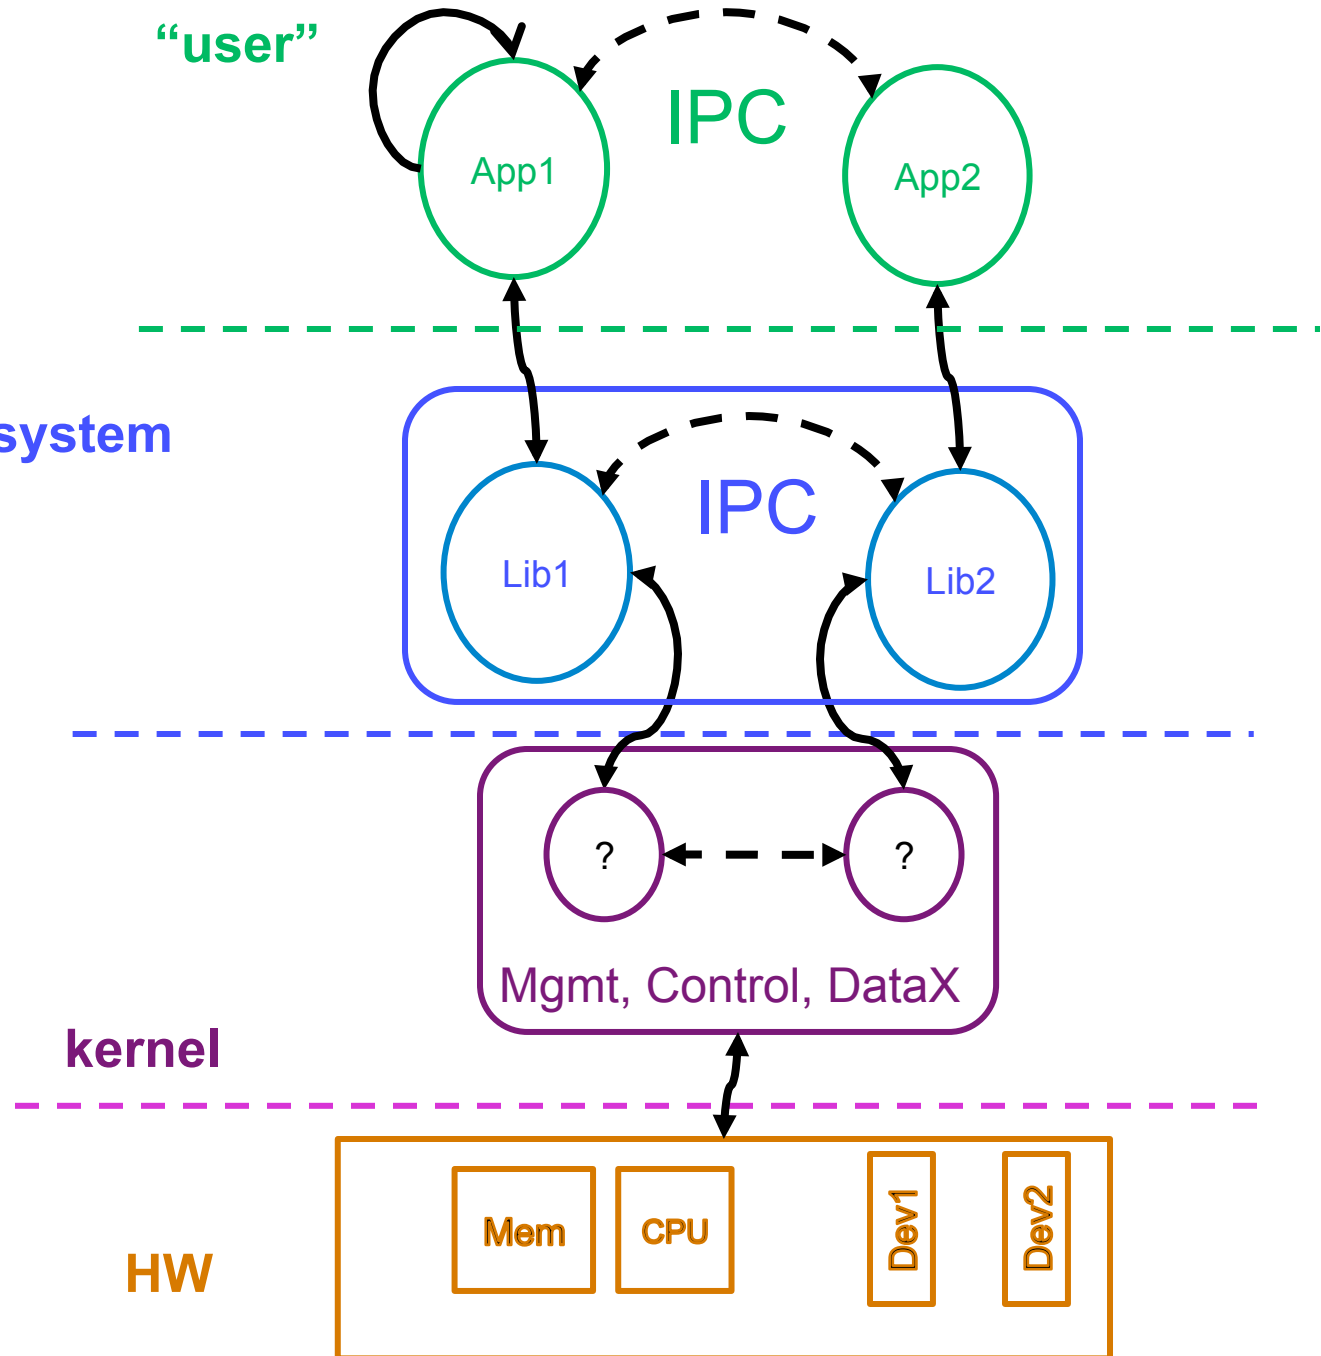 “user”
IPC
App1
App2
system
IPC
Lib1
Lib2
?
?
Mgmt, Control, DataX
kernel
Mem
CPU
Dev1
Dev2
HW